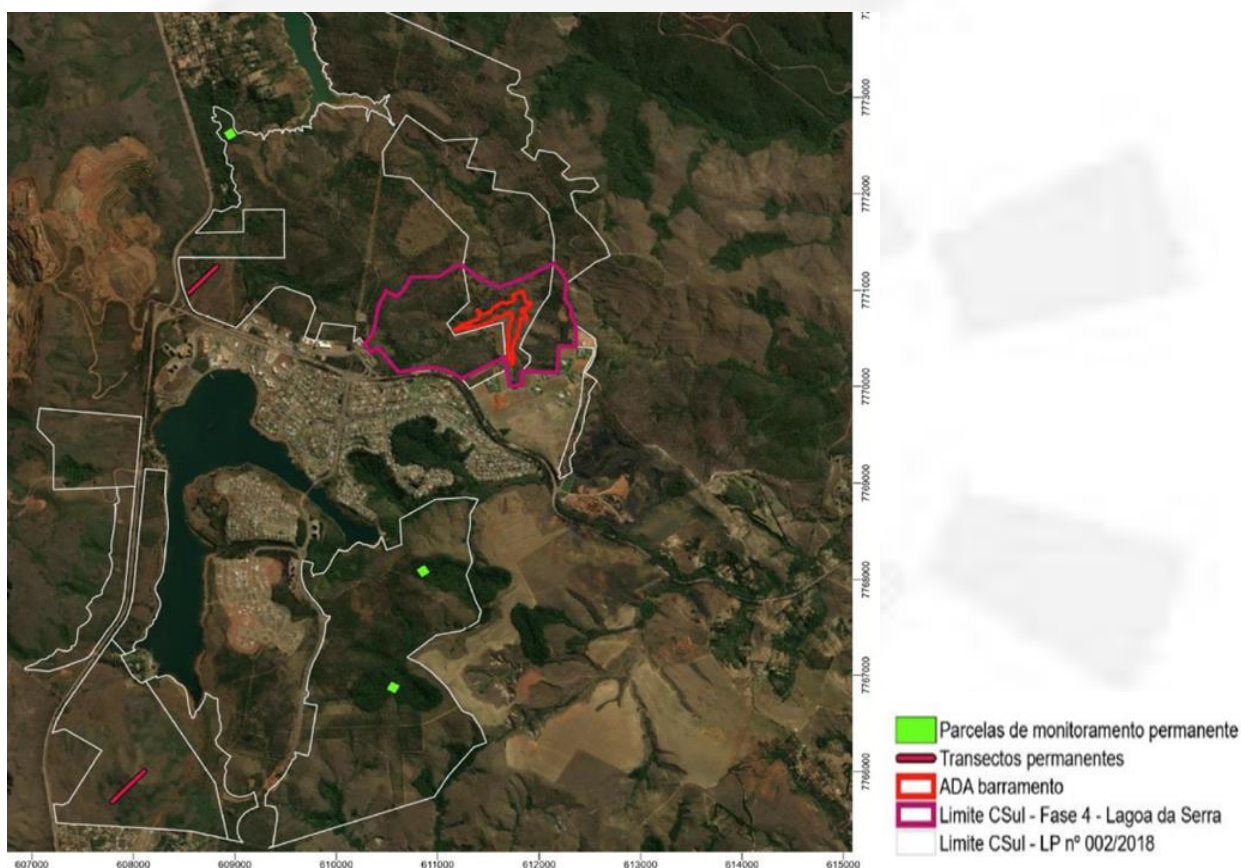 7773000
7772000
7771000
7770000
7769000
7768000
7767000
7766000
607000 608000 609000 610000 611000 612000 613000 614000 615000
Parcelas de monitoramento permanente
Transectos permanentes
ADA barramento
Limite CSul - Fase 4 - Lagoa da Serra
Limite CSul - LP nº 002/2018